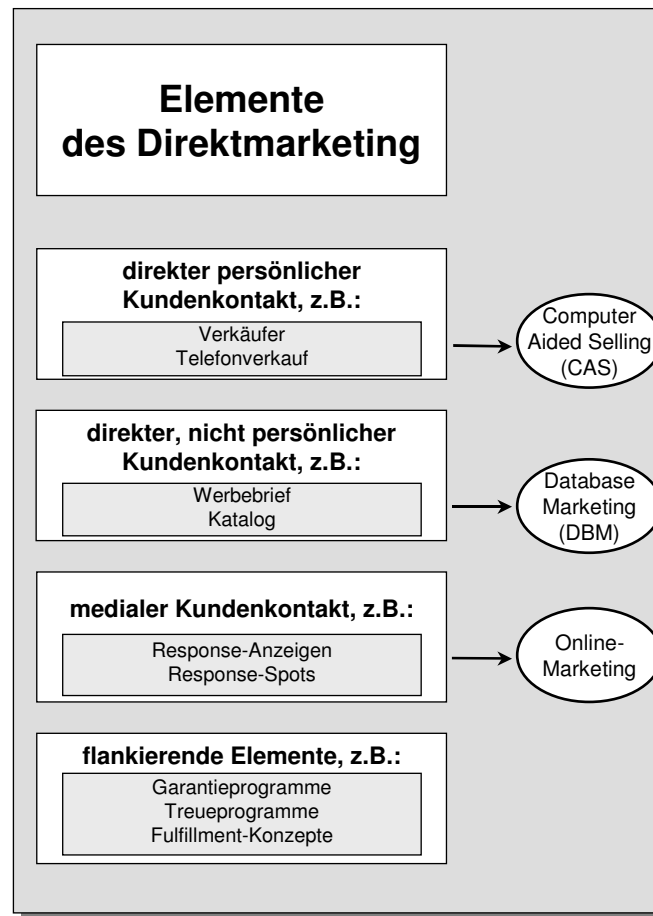 Elemente
des Direktmarketing
direkter persönlicher
Kundenkontakt, z.B.:
Verkäufer
Telefonverkauf
Computer
Aided Selling
(CAS)
direkter, nicht persönlicher
Kundenkontakt, z.B.:
Werbebrief
Katalog
Database
Marketing
(DBM)
medialer Kundenkontakt, z.B.:
Response-Anzeigen
Response-Spots
Online-
Marketing
flankierende Elemente, z.B.:
Garantieprogramme
Treueprogramme
Fulfillment-Konzepte